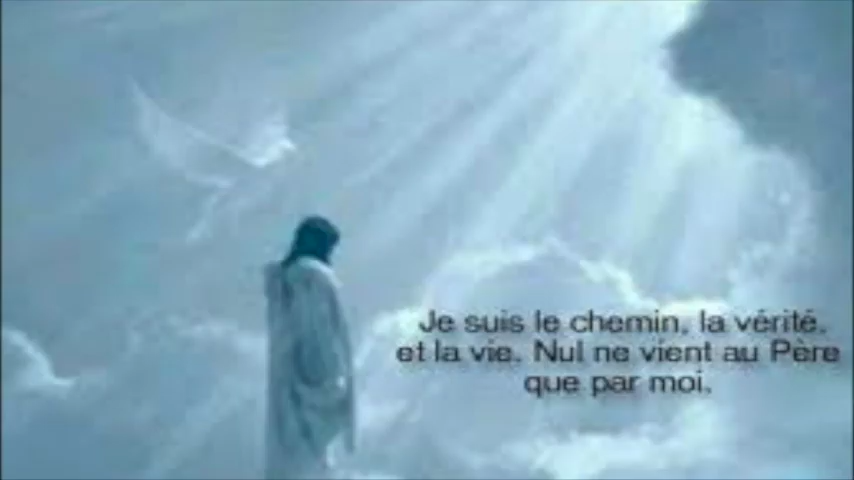 Je suis le chemin, la vérité,
et la vie. Nul ne vient au Père
que par moi.